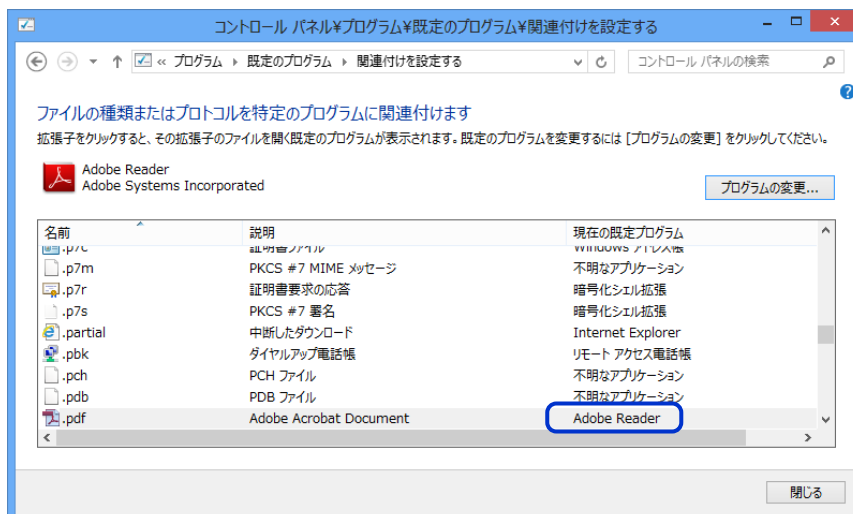 コントロール パネル¥プログラム¥既定のプログラム¥関連付けを設定する
« プログラム 既定のプログラム 関連付けを設定する コントロール パネルの検索
ファイルの種類またはプロトコルを特定のプログラムに関連付けます
拡張子をクリックすると、その拡張子のファイルを開く既定のプログラムが表示されます。既定のプログラムを変更するには [プログラムの変更] をクリックしてください。
Adobe Reader
Adobe Systems Incorporated
プログラムの変更...
名前 説明 現在の既定プログラム
.p7c 証明書ファイル Windows アドレス帳
.p7m PKCS #7 MIME メッセージ 不明なアプリケーション
.p7r 証明書要求の応答 暗号化シェル拡張
.p7s PKCS #7 署名 暗号化シェル拡張
.partial 中断したダウンロード Internet Explorer
.pbk ダイヤルアップ電話帳 リモート アクセス電話帳
.pch PCH ファイル 不明なアプリケーション
.pdb PDB ファイル 不明なアプリケーション
.pdf Adobe Acrobat Document Adobe Reader
閉じる